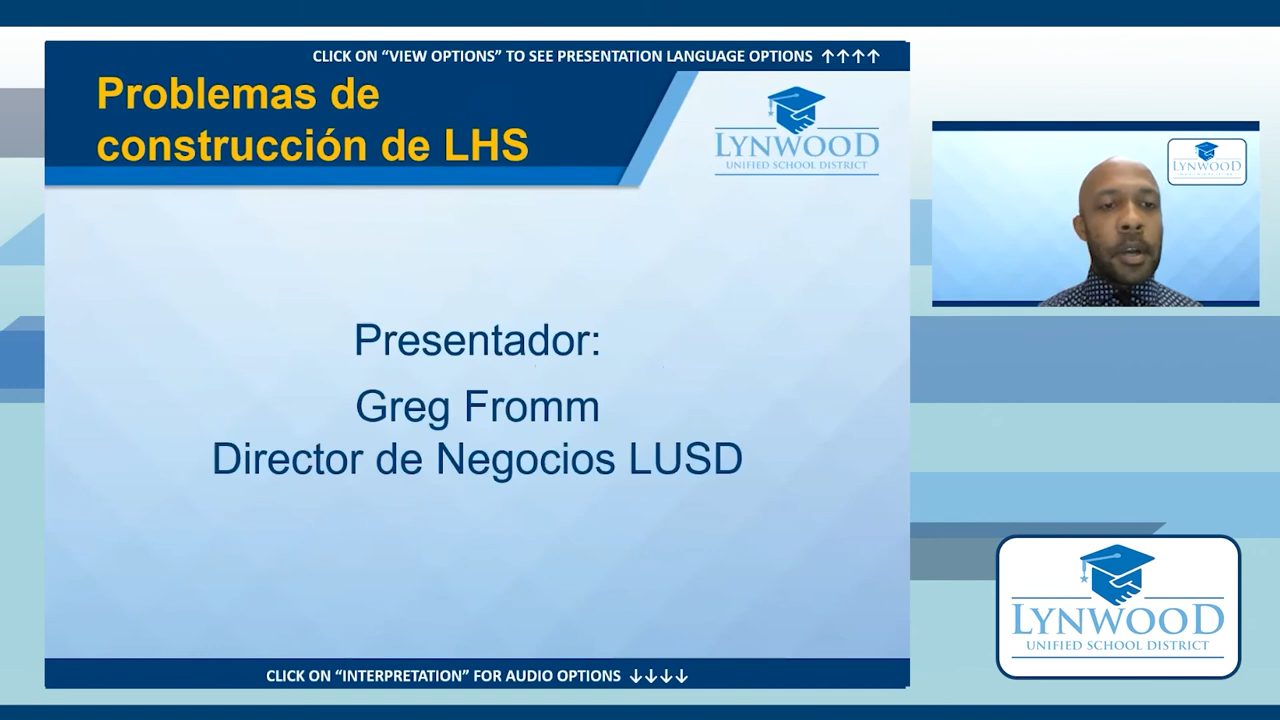 CLICK ON “VIEW OPTIONS” TO SEE PRESENTATION LANGUAGE OPTIONS ↑↑↑↑
Problemas de
construcción de LHS
LYNWOOD
UNIFIED SCHOOL DISTRICT
Presentador:
Greg Fromm
Director de Negocios LUSD
CLICK ON “INTERPRETATION” FOR AUDIO OPTIONS ↓↓↓↓
LYNWOOD
LYNWOOD
UNIFIED SCHOOL DISTRICT